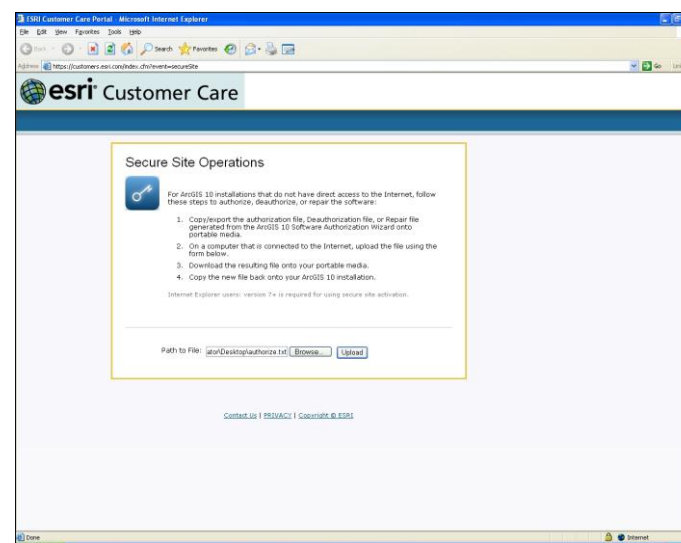 ESRI Customer Care Portal - Microsoft Internet Explorer
File Edit View Favorites Tools Help
Back Search Favorites
Address https://customers.esri.com/index.cfm?event=secureSite Go
esri Customer Care
Secure Site Operations
For ArcGIS 10 installations that do not have direct access to the Internet, follow
these steps to authorize, deauthorize, or repair the software:
1. Copy/export the authorization file, Deauthorization file, or Repair file
generated from the ArcGIS 10 Software Authorization Wizard onto
portable media.
2. On a computer that is connected to the Internet, upload the file using the
form below.
3. Download the resulting file onto your portable media.
4. Copy the new file back onto your ArcGIS 10 installation.
Internet Explorer users: version 7+ is required for using secure site activation.
Path to File: ator\Desktop\authorize.txt Browse... Upload
Contact Us | PRIVACY | Copyright © ESRI
Done Internet